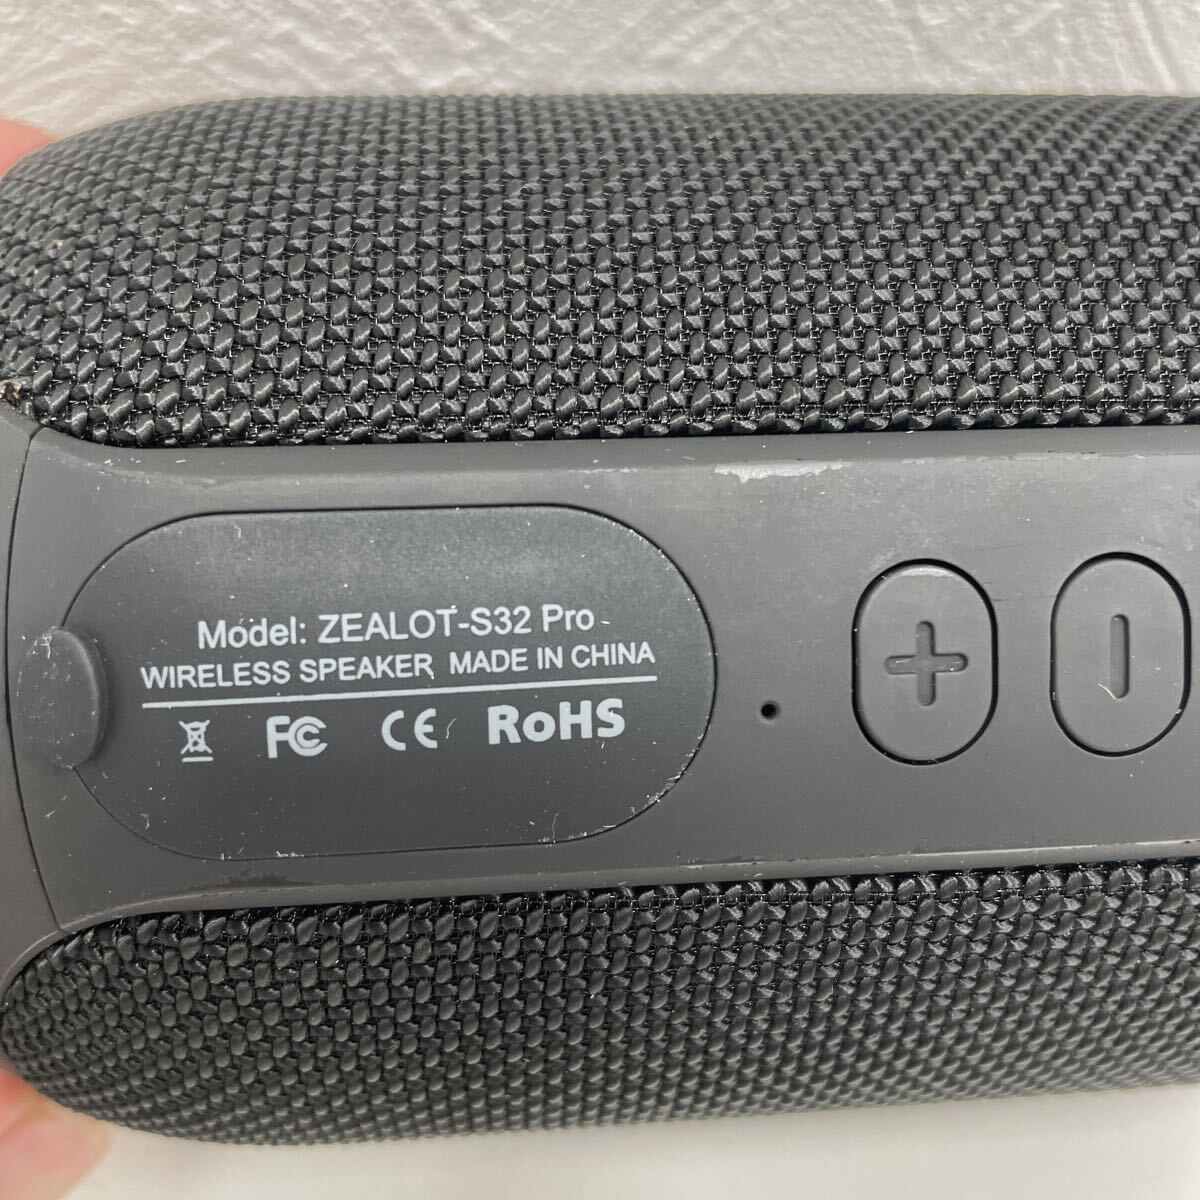 Model: ZEALOT-S32 Pro
WIRELESS SPEAKER MADE IN CHINA
FC CE RoHS